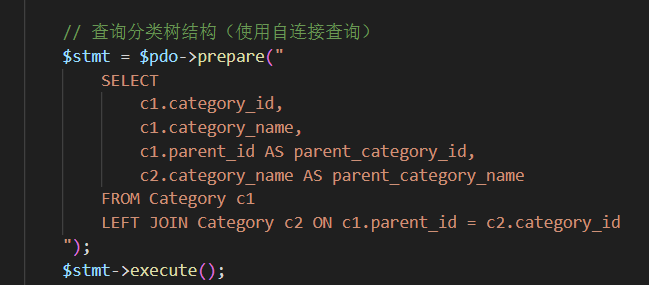 // 查询分类树结构（使用自连接查询）
$stmt = $pdo->prepare("
SELECT
c1.category_id,
c1.category_name,
c1.parent_id AS parent_category_id,
c2.category_name AS parent_category_name
FROM Category c1
LEFT JOIN Category c2 ON c1.parent_id = c2.category_id
");
$stmt->execute();